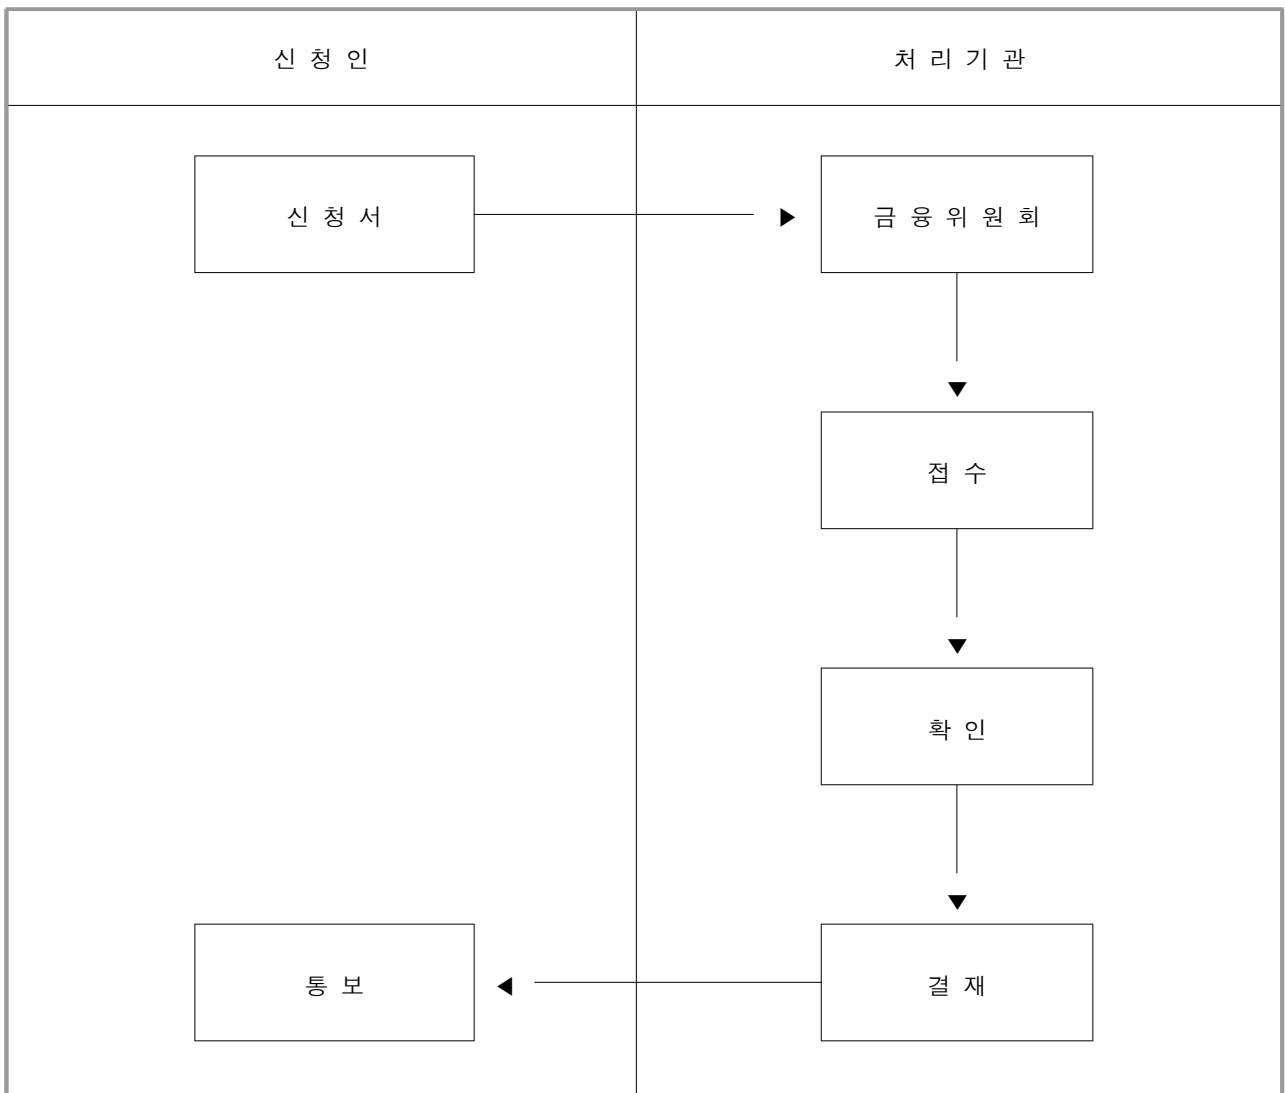 신 청 인
처 리 기 관
신 청 서
금 융 위 원 회
접 수
확 인
통 보
결 재